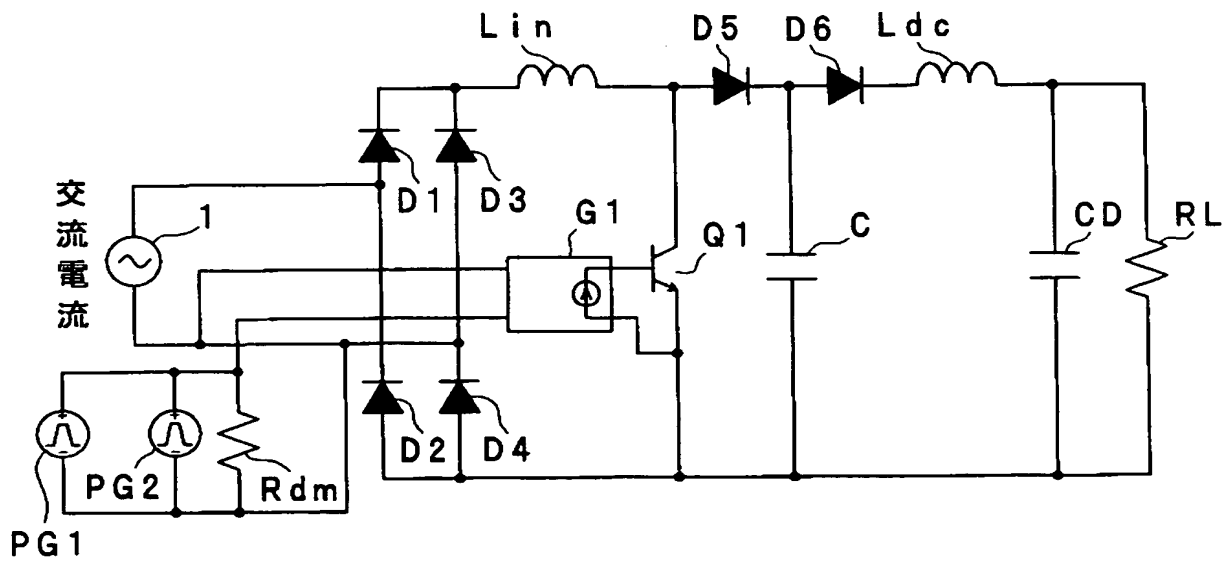 Lin
D5
D6
Ldc
D1
D3
交流電流
1
G1
Q1
C
CD
RL
D2
D4
PG2
Rdm
PG1